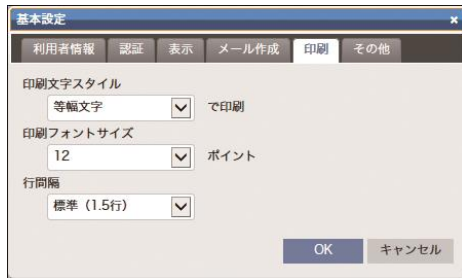 基本設定 ×
利用者情報 認証 表示 メール作成 印刷 その他
印刷文字スタイル
等幅文字 で印刷
印刷フォントサイズ
12 ポイント
行間隔
標準（1.5行）
OK キャンセル